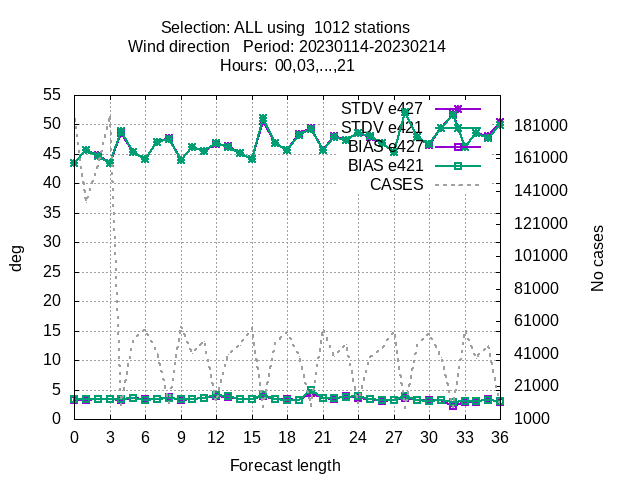 Selection: ALL using  1012 stations
Wind direction   Period: 20230114-20230214
Hours:  00,03,...,21
STDV e427
STDV e421
BIAS e427
BIAS e421
CASES
deg
55
50
45
40
35
30
25
20
15
10
5
0
181000
161000
141000
121000
101000
81000
61000
41000
21000
1000
No cases
0 3 6 9 12 15 18 21 24 27 30 33 36
Forecast length